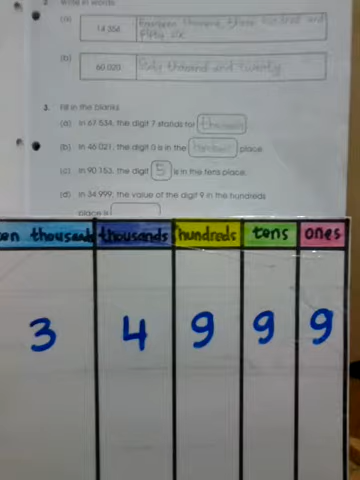 2. Write in words
(a) 14 356 Fourteen thousand three hundred and
fifty six
(b) 60 020 Sixty thousand and twenty
3. Fill in the blanks
(a) In 67 534, the digit 7 stands for thousand
(b) In 46 021, the digit 0 is in the hundreds place.
(c) In 90 153, the digit 5 is in the tens place.
(d) In 34 999, the value of the digit 9 in the hundreds
place is
ten thousands thousands hundreds tens ones
3 4 9 9 9